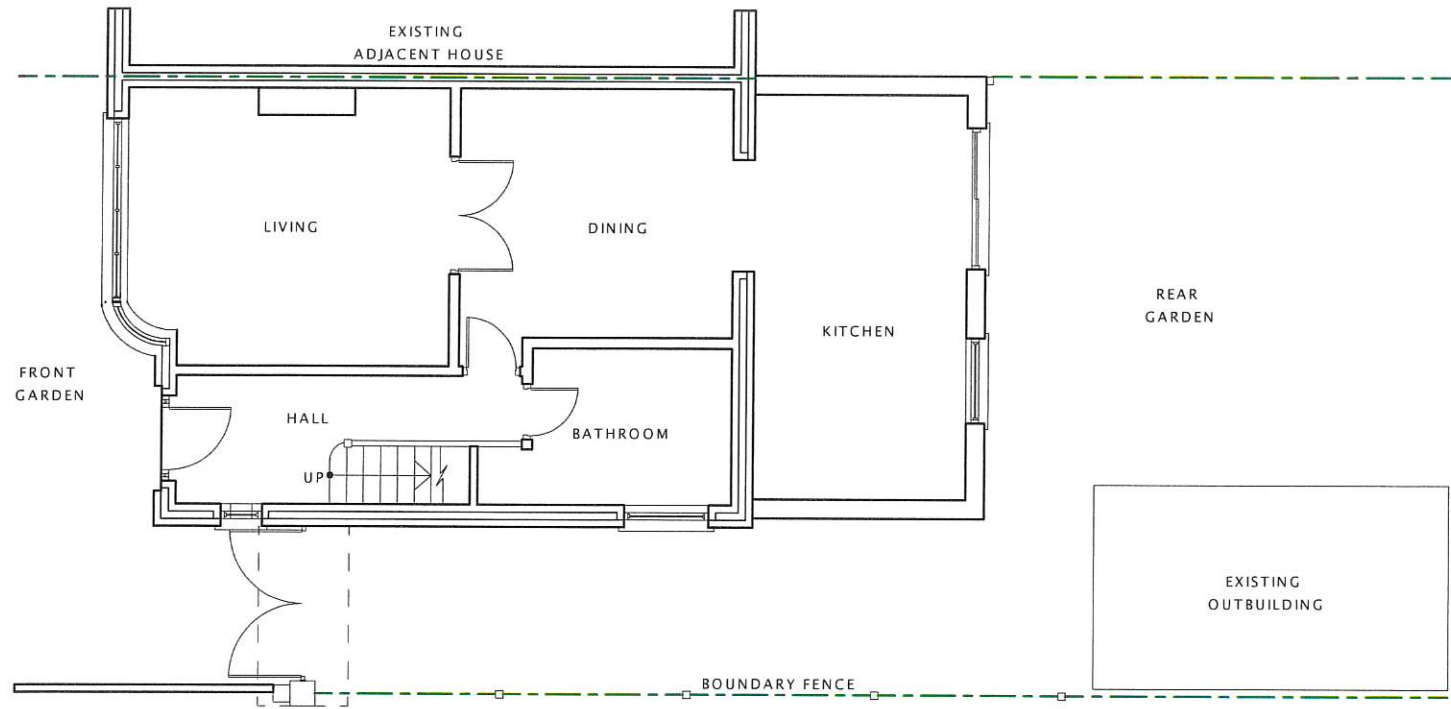 EXISTING
ADJACENT HOUSE
LIVING
DINING
KITCHEN
REAR
GARDEN
FRONT
GARDEN
HALL
BATHROOM
UP
EXISTING
OUTBUILDING
BOUNDARY FENCE